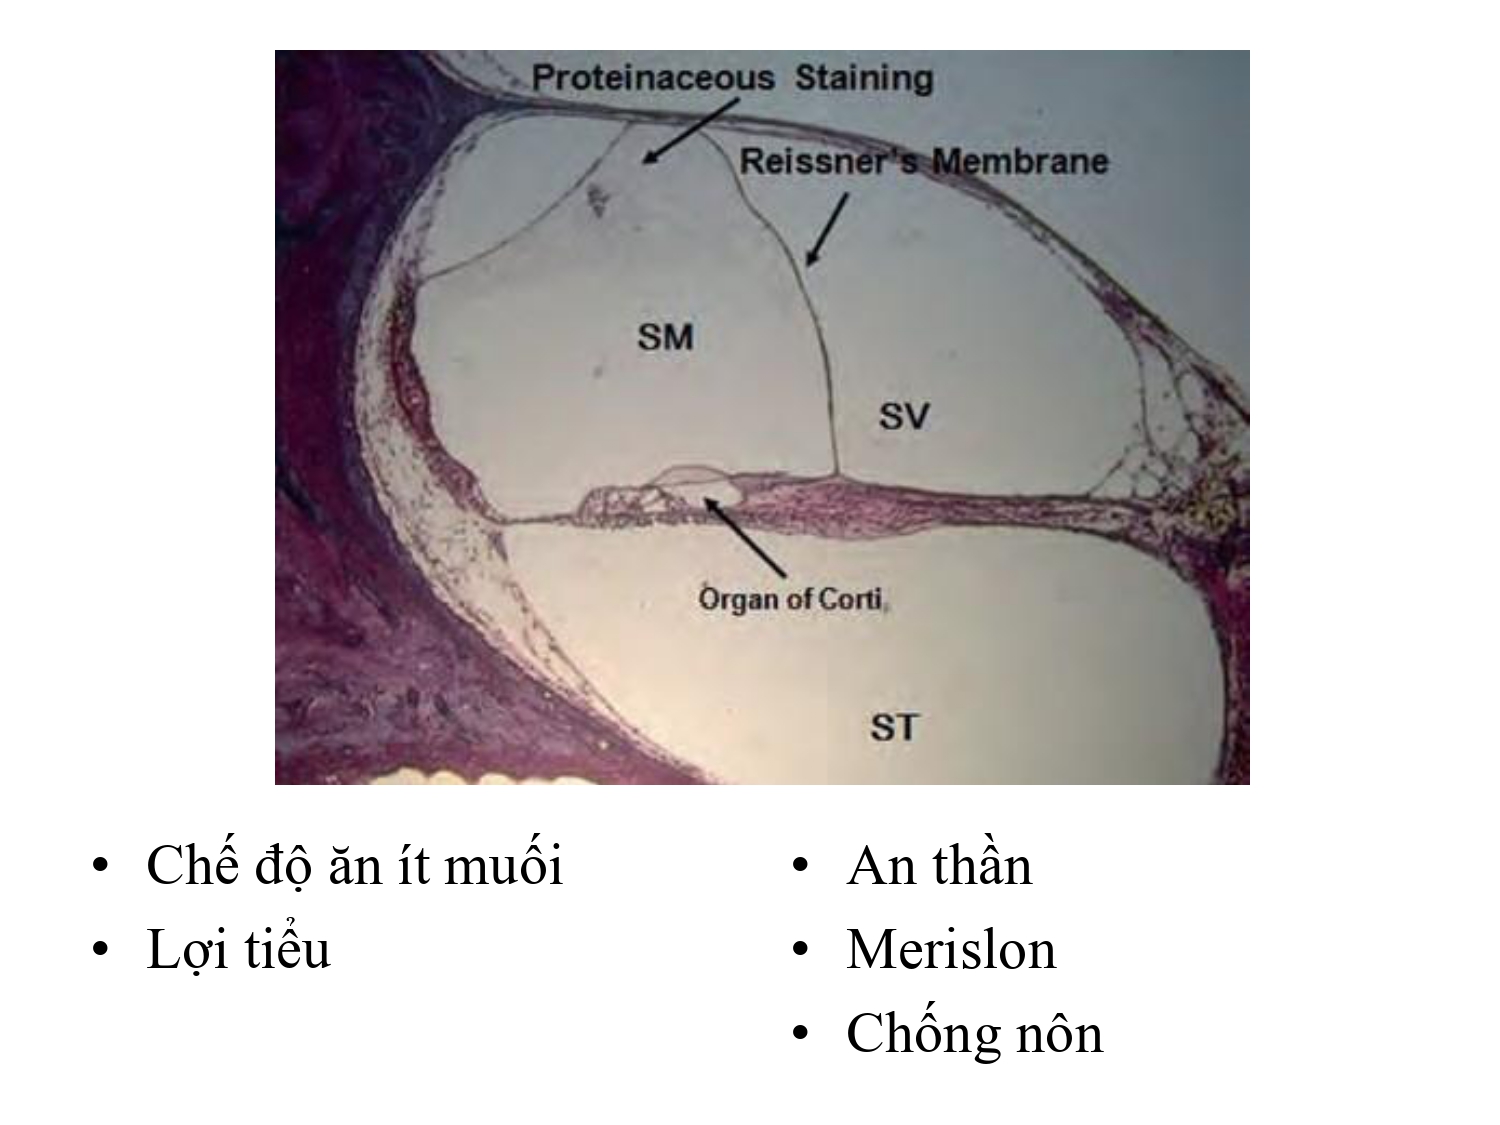 Proteinaceous Staining
Reissner's Membrane
SM
SV
Organ of Corti
ST
• Chế độ ăn ít muối
• Lợi tiểu
• An thần
• Merislon
• Chống nôn